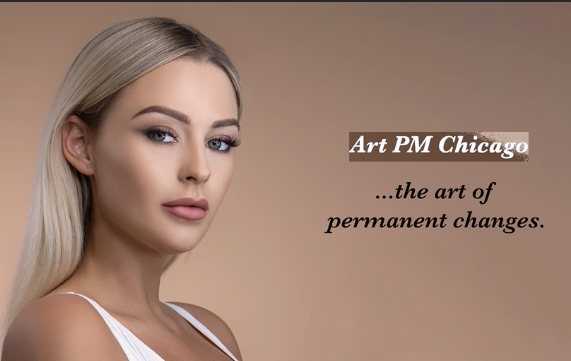 Art PM Chicago
...the art of
permanent changes.